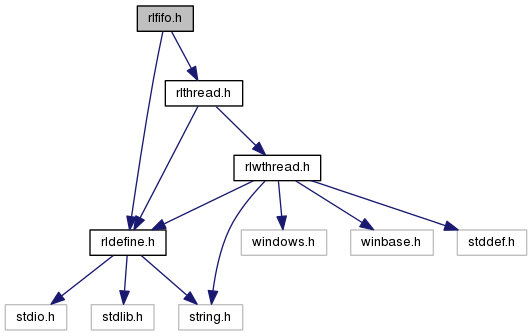 rlfifo.h
rlthread.h
rlwthread.h
rldefine.h
windows.h
winbase.h
stddef.h
stdio.h
stdlib.h
string.h